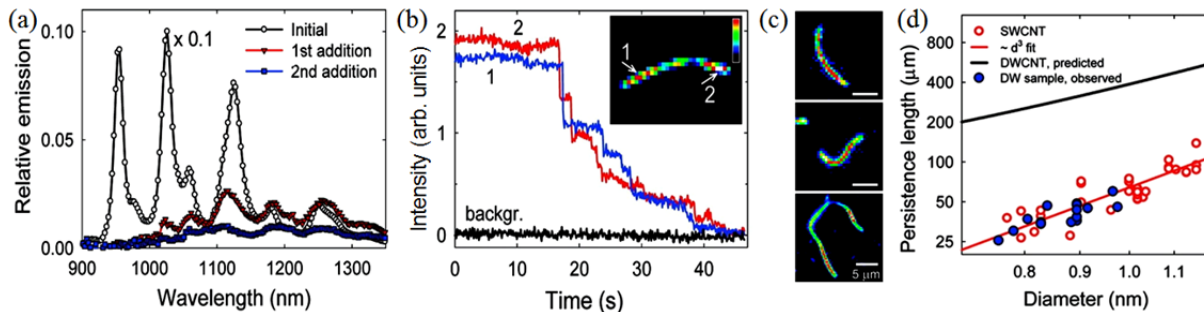 (a)
Relative emission
0.10
0.05
0.00
x 0.1
Initial
1st addition
2nd addition
900 1000 1100 1200 1300
Wavelength (nm)
(b)
Intensity (arb. units)
2
1
0
2
1
1
2
backgr.
0 10 20 30 40
Time (s)
(c)
5 μm
(d)
Persistence length (μm)
800
400
200
100
50
25
SWCNT
~ d³ fit
DWCNT, predicted
DW sample, observed
0.8 0.9 1.0 1.1
Diameter (nm)